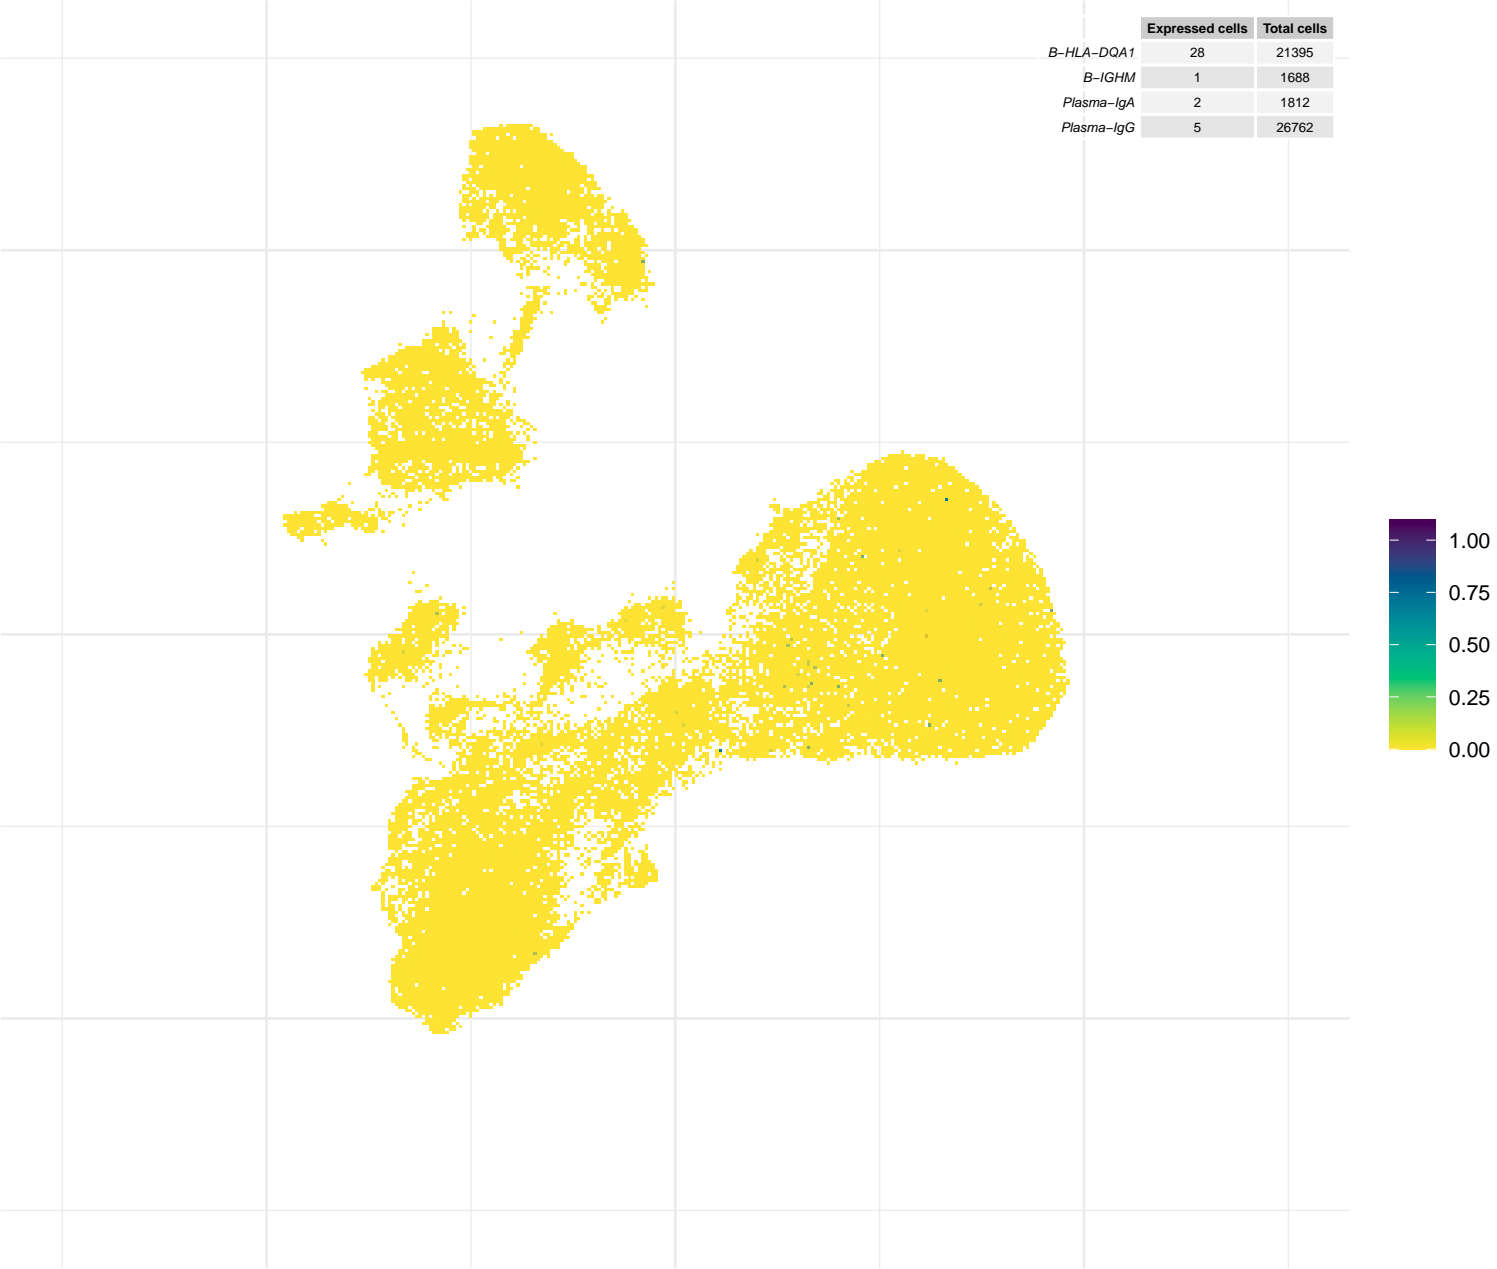 Expressed cells Total cells
B−HLA−DQA1 28 21395
B−IGHM 1 1688
Plasma−IgA 2 1812
Plasma−IgG 5 26762
1.00
0.75
0.50
0.25
0.00